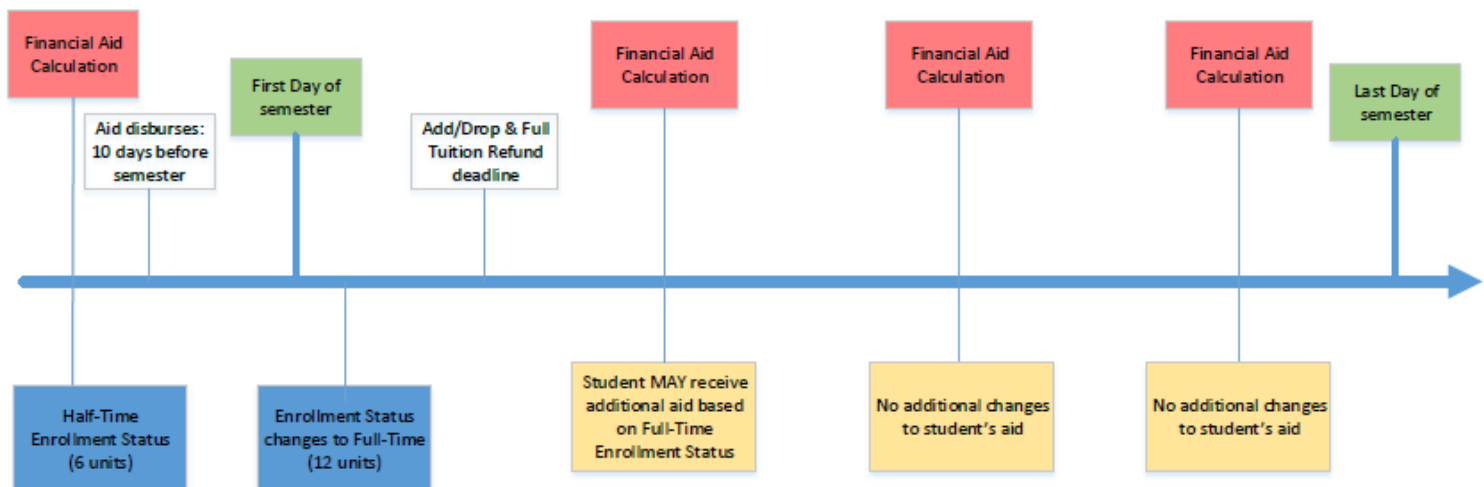 Financial Aid
Calculation
Aid disburses:
10 days before
semester
First Day of
semester
Add/Drop & Full
Tuition Refund
deadline
Financial Aid
Calculation
Financial Aid
Calculation
Financial Aid
Calculation
Last Day of
semester
Half-Time
Enrollment Status
(6 units)
Enrollment Status
changes to Full-Time
(12 units)
Student MAY receive
additional aid based
on Full-Time
Enrollment Status
No additional changes
to student's aid
No additional changes
to student's aid